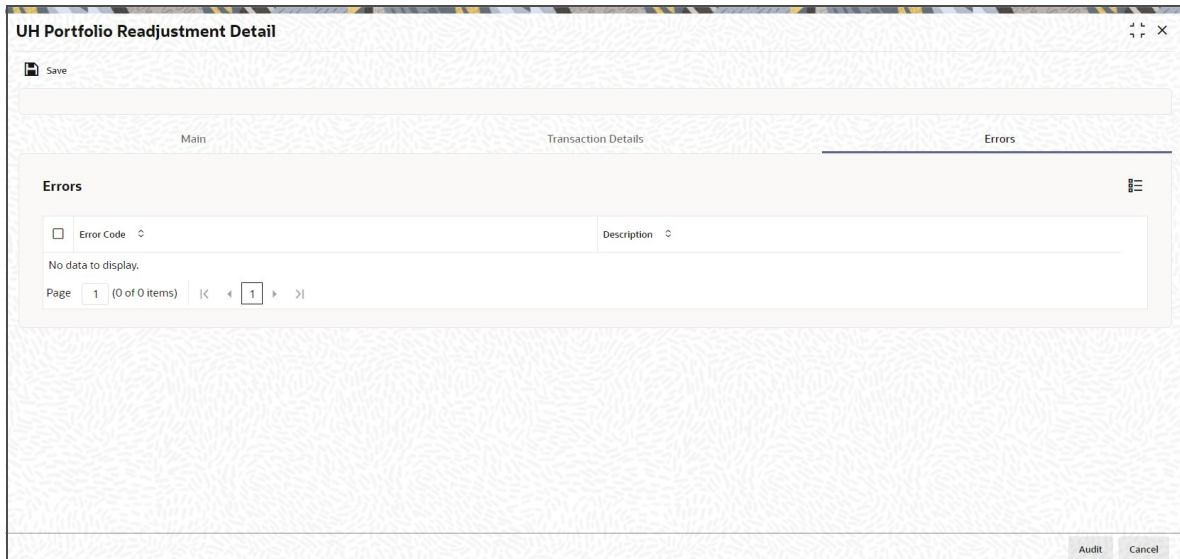 UH Portfolio Readjustment Detail
Save
Main Transaction Details Errors
Errors
Error Code Description
No data to display.
Page 1 (0 of 0 items) 1
Audit Cancel